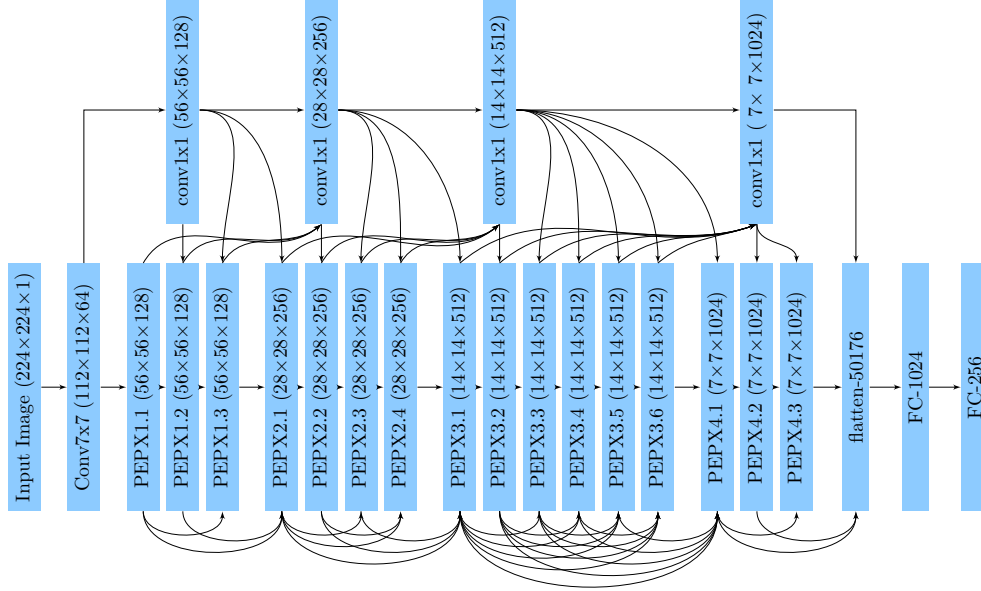 conv1x1 (56×56×128)
conv1x1 (28×28×256)
conv1x1 (14×14×512)
conv1x1 ( 7× 7×1024)
Input Image (224×224×1)
Conv7x7 (112×112×64)
PEPX1.1 (56×56×128)
PEPX1.2 (56×56×128)
PEPX1.3 (56×56×128)
PEPX2.1 (28×28×256)
PEPX2.2 (28×28×256)
PEPX2.3 (28×28×256)
PEPX2.4 (28×28×256)
PEPX3.1 (14×14×512)
PEPX3.2 (14×14×512)
PEPX3.3 (14×14×512)
PEPX3.4 (14×14×512)
PEPX3.5 (14×14×512)
PEPX3.6 (14×14×512)
PEPX4.1 (7×7×1024)
PEPX4.2 (7×7×1024)
PEPX4.3 (7×7×1024)
flatten-50176
FC-1024
FC-256